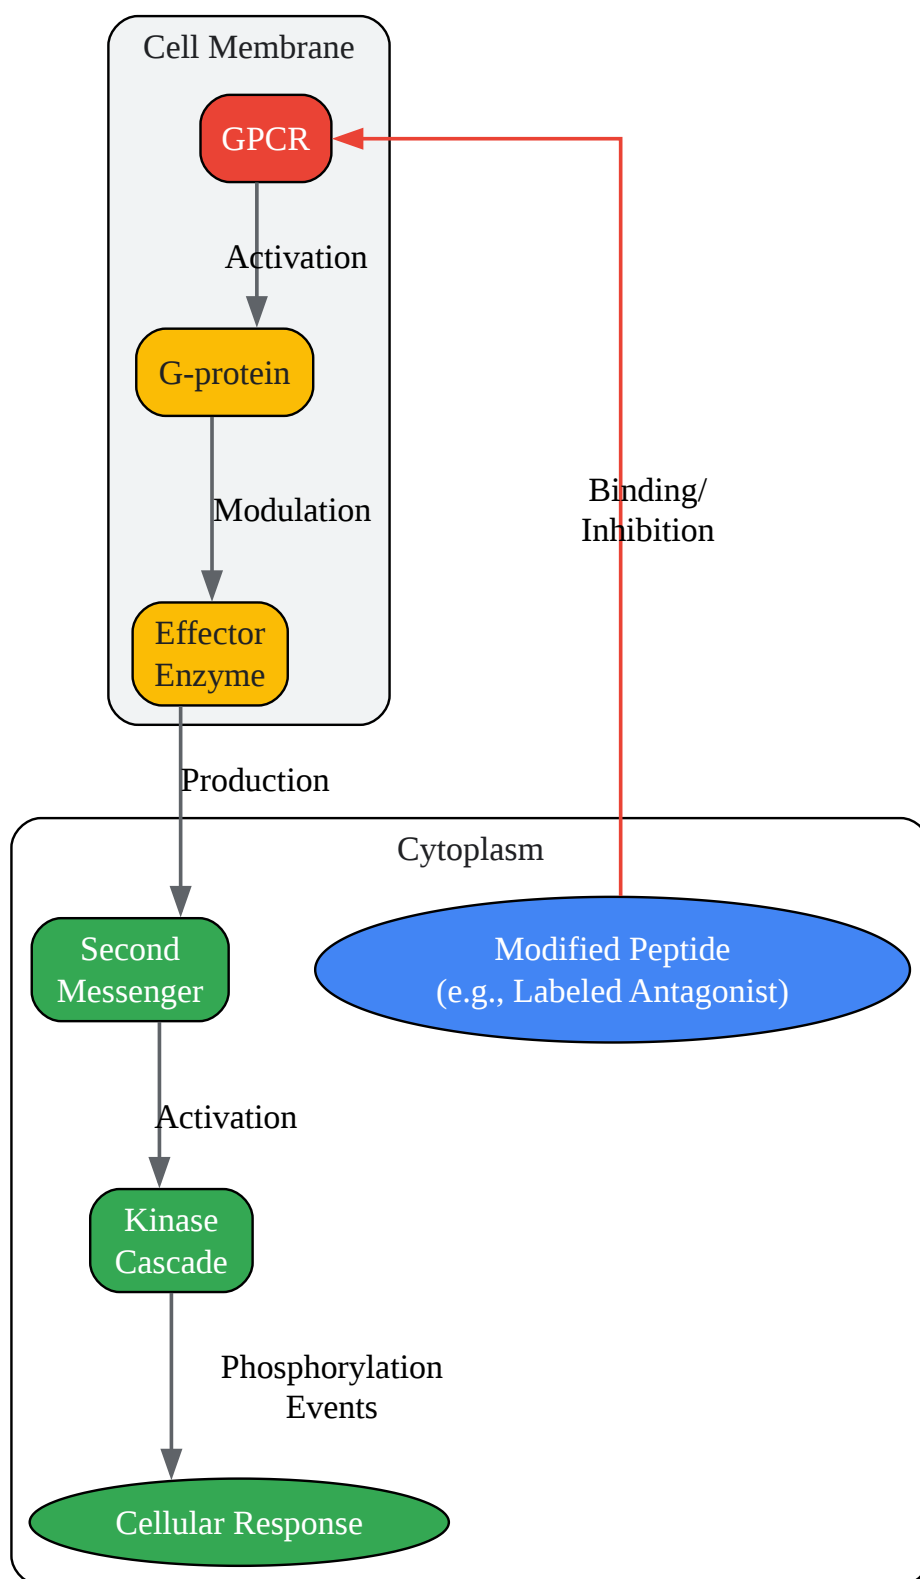 Cell Membrane
GPCR
Activation
G-protein
Modulation
Binding/
Inhibition
Effector
Enzyme
Production
Cytoplasm
Second
Messenger
Modified Peptide
(e.g., Labeled Antagonist)
Activation
Kinase
Cascade
Phosphorylation
Events
Cellular Response